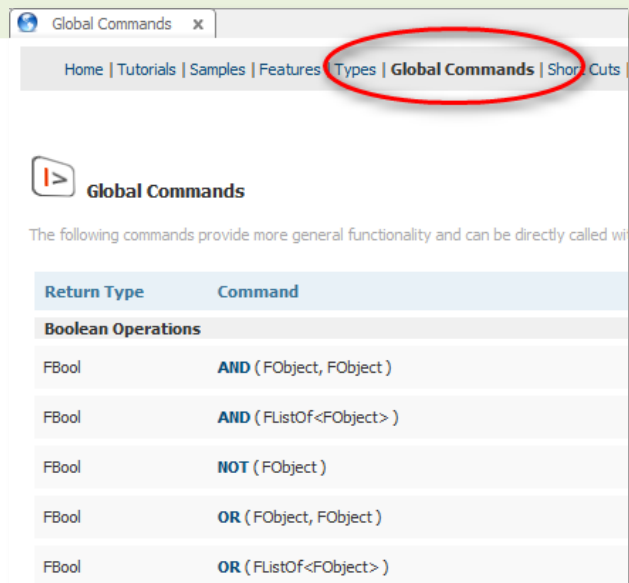 Global Commands x
Home | Tutorials | Samples | Features | Types | Global Commands | Short Cuts |
|>
Global Commands
The following commands provide more general functionality and can be directly called wi
Return Type Command
Boolean Operations
FBool AND ( FObject, FObject )
FBool AND ( FListOf<FObject> )
FBool NOT ( FObject )
FBool OR ( FObject, FObject )
FBool OR ( FListOf<FObject> )